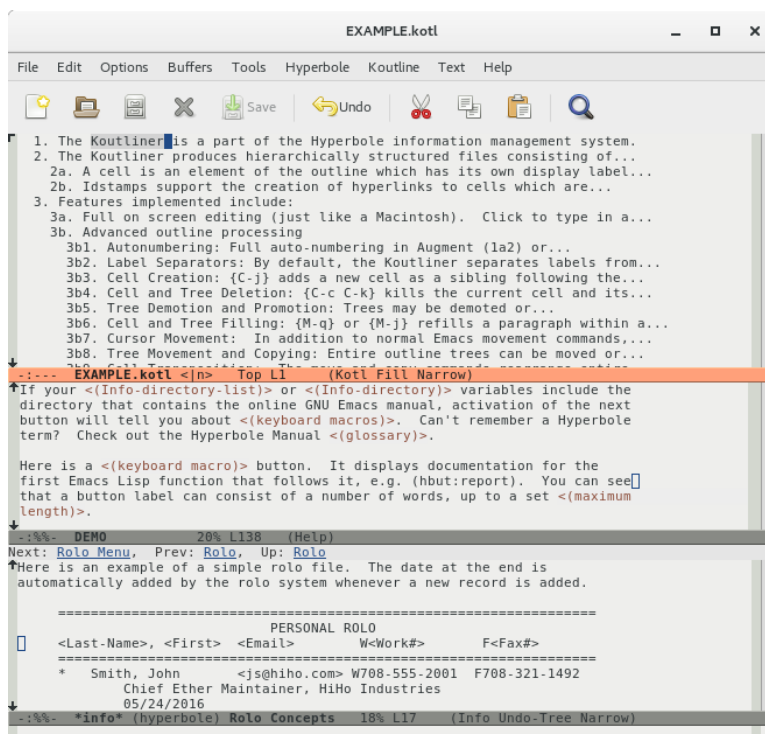 EXAMPLE.kotl
File Edit Options Buffers Tools Hyperbole Koutline Text Help
Save Undo
1. The Koutliner is a part of the Hyperbole information management system.
2. The Koutliner produces hierarchically structured files consisting of...
2a. A cell is an element of the outline which has its own display label...
2b. Idstamps support the creation of hyperlinks to cells which are...
3. Features implemented include:
3a. Full on screen editing (just like a Macintosh).  Click to type in a...
3b. Advanced outline processing
3b1. Autonumbering: Full auto-numbering in Augment (1a2) or...
3b2. Label Separators: By default, the Koutliner separates labels from...
3b3. Cell Creation: {C-j} adds a new cell as a sibling following the...
3b4. Cell and Tree Deletion: {C-c C-k} kills the current cell and its...
3b5. Tree Demotion and Promotion: Trees may be demoted or...
3b6. Cell and Tree Filling: {M-q} or {M-j} refills a paragraph within a...
3b7. Cursor Movement:  In addition to normal Emacs movement commands,...
3b8. Tree Movement and Copying: Entire outline trees can be moved or...
-:---  EXAMPLE.kotl <|n>   Top L1     (Kotl Fill Narrow)
If your <(Info-directory-list)> or <(Info-directory)> variables include the
directory that contains the online GNU Emacs manual, activation of the next
button will tell you about <(keyboard macros)>.  Can't remember a Hyperbole
term?  Check out the Hyperbole Manual <(glossary)>.
Here is a <(keyboard macro)> button.  It displays documentation for the
first Emacs Lisp function that follows it, e.g. (hbut:report).  You can see
that a button label can consist of a number of words, up to a set <(maximum
length)>.
-:%%-  DEMO           20% L138   (Help)
Next: Rolo Menu,  Prev: Rolo,  Up: Rolo
Here is an example of a simple rolo file.  The date at the end is
automatically added by the rolo system whenever a new record is added.
==================================================================
PERSONAL ROLO
<Last-Name>, <First>  <Email>        W<Work#>       F<Fax#>
==================================================================
*   Smith, John       <js@hiho.com> W708-555-2001  F708-321-1492
Chief Ether Maintainer, HiHo Industries
05/24/2016
-:%%-  *info* (hyperbole) Rolo Concepts   18% L17    (Info Undo-Tree Narrow)